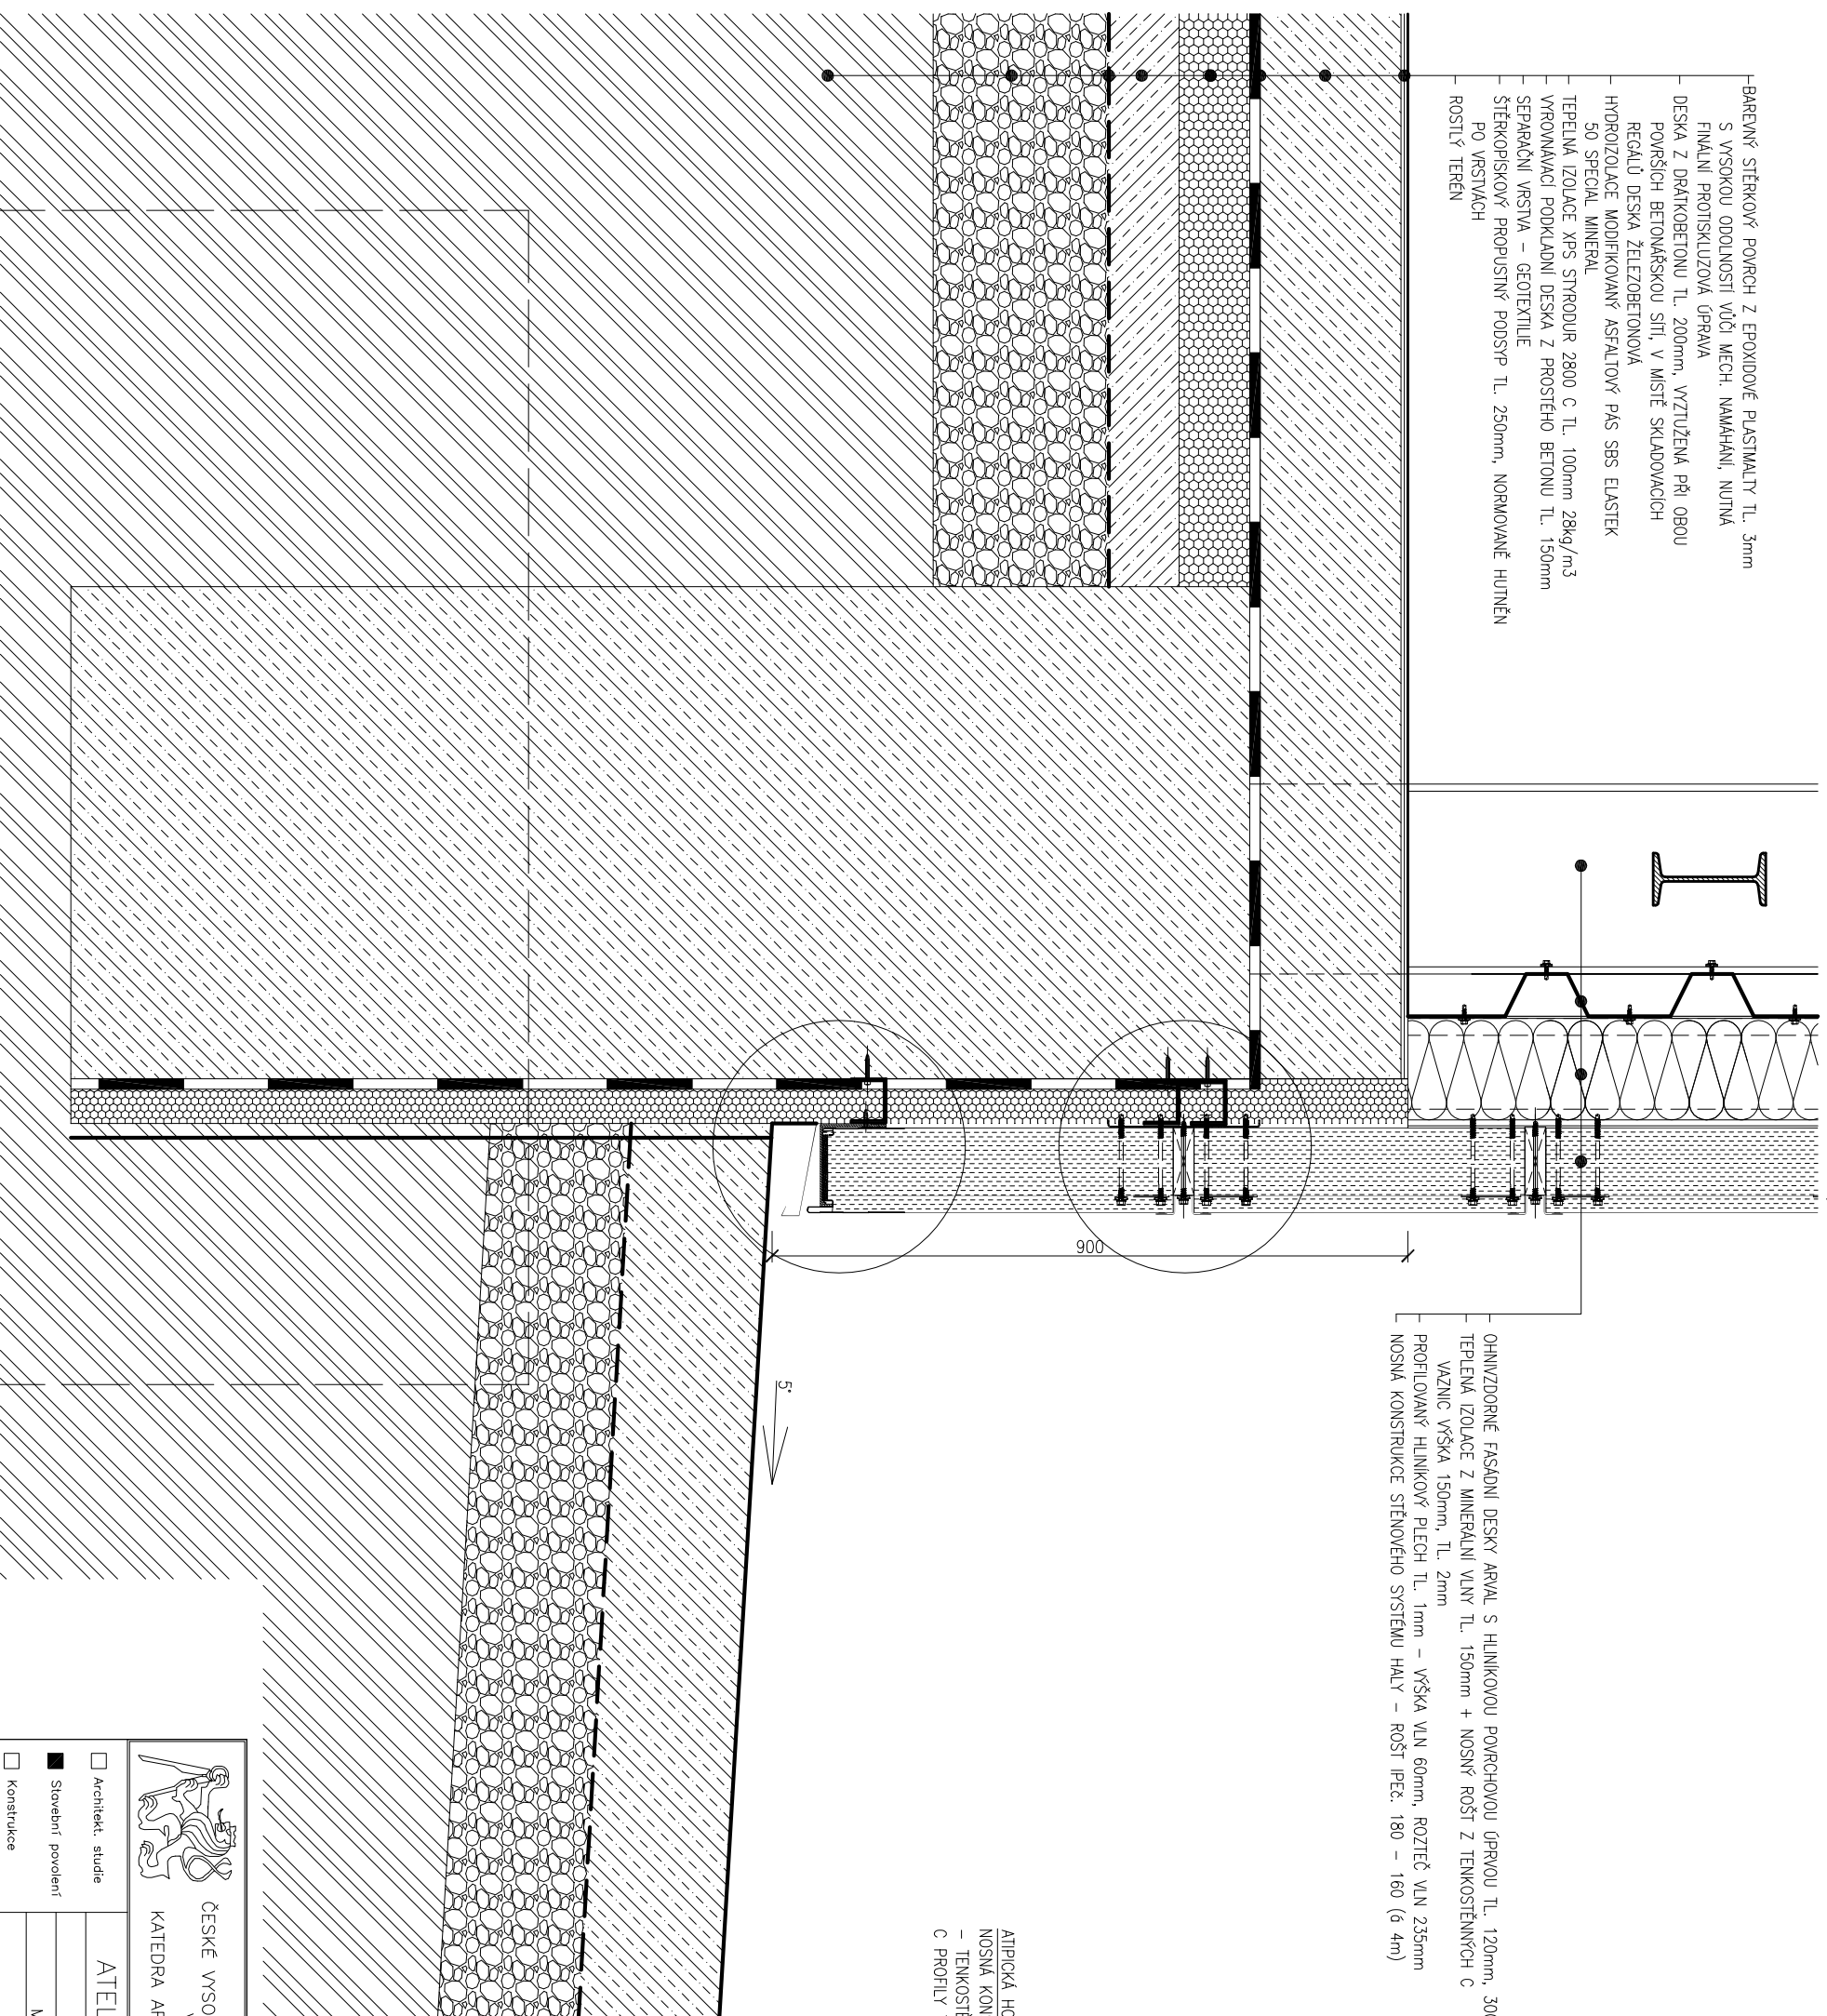 BAREVNÝ STĚRKOVÝ POVRCH Z EPOXIDOVÉ PLASTMALTY TL. 3mm
S VYSOKOU ODOLNOSTÍ VŮČI MECH. NAMÁHÁNÍ, NUTNÁ
FINÁLNÍ PROTISKLUZOVÁ ÚPRAVA
DESKA Z DRÁTKOBETONU TL. 200mm, VYZTUŽENÁ PŘI OBOU
POVRŠÍCH BETONÁŘSKOU SÍTÍ, V MÍSTĚ SKLADOVACÍCH
REGÁLŮ DESKA ŽELEZOBETONOVÁ
HYDROIZOLACE MODIFIKOVANÝ ASFALTOVÝ PÁS SBS ELASTEK
50 SPECIAL MINERAL
TEPELNÁ IZOLACE XPS STYRODUR 2800 C TL. 100mm 28kg/m3
VYROVNÁVACÍ PODKLADNÍ DESKA Z PROSTÉHO BETONU TL. 150mm
SEPARAČNÍ VRSTVA - GEOTEXTILIE
ŠTĚRKOPÍSKOVÝ PROPUSTNÝ PODSYP TL. 250mm, NORMOVANĚ HUTNĚN
PO VRSTVÁCH
ROSTLÝ TERÉN
900
5°
OHNIVZDORNÉ FASÁDNÍ DESKY ARVAL S HLINÍKOVOU POVRCHOVOU ÚPRVOU TL. 120mm,
TEPLENÁ IZOLACE Z MINERÁLNÍ VLNY TL. 150mm + NOSNÝ ROŠT Z TENKOSTĚNNÝCH C
VAZNIC VÝŠKA 150mm, TL. 2mm
PROFILOVANÝ HLINÍKOVÝ PLECH TL. 1mm - VÝŠKA VLN 60mm, ROZTEČ VLN 235mm
NOSNÁ KONSTRUKCE STĚNOVÉHO SYSTÉMU HALY - ROŠT IPEč. 180 - 160 (á 4m)
ATIPICKÁ HO
NOSNÁ KON
- TENKOSTĚ
C PROFILY
ČESKÉ VYSO
KATEDRA AR
ATEL
Architekt. studie
Stavební povolení
Konstrukce